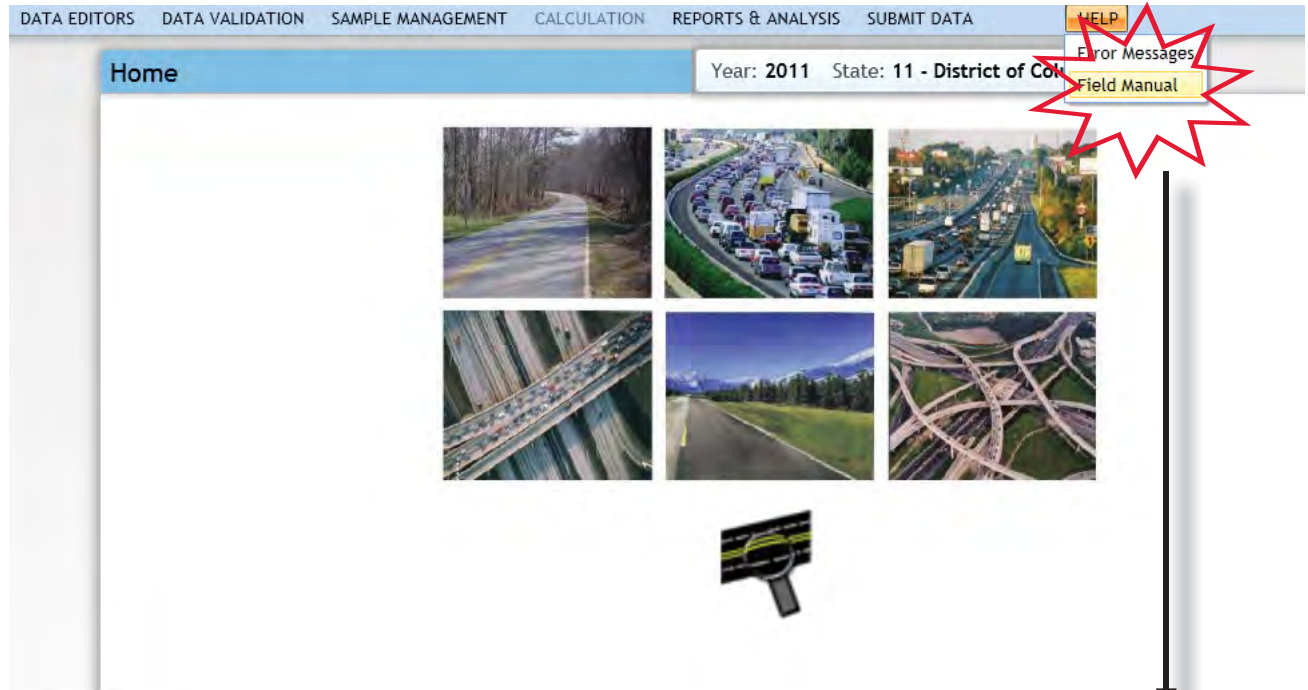 DATA EDITORS DATA VALIDATION SAMPLE MANAGEMENT CALCULATION REPORTS & ANALYSIS SUBMIT DATA HELP
Error Messages
Home Year: 2011 State: 11 - District of Colu
Field Manual